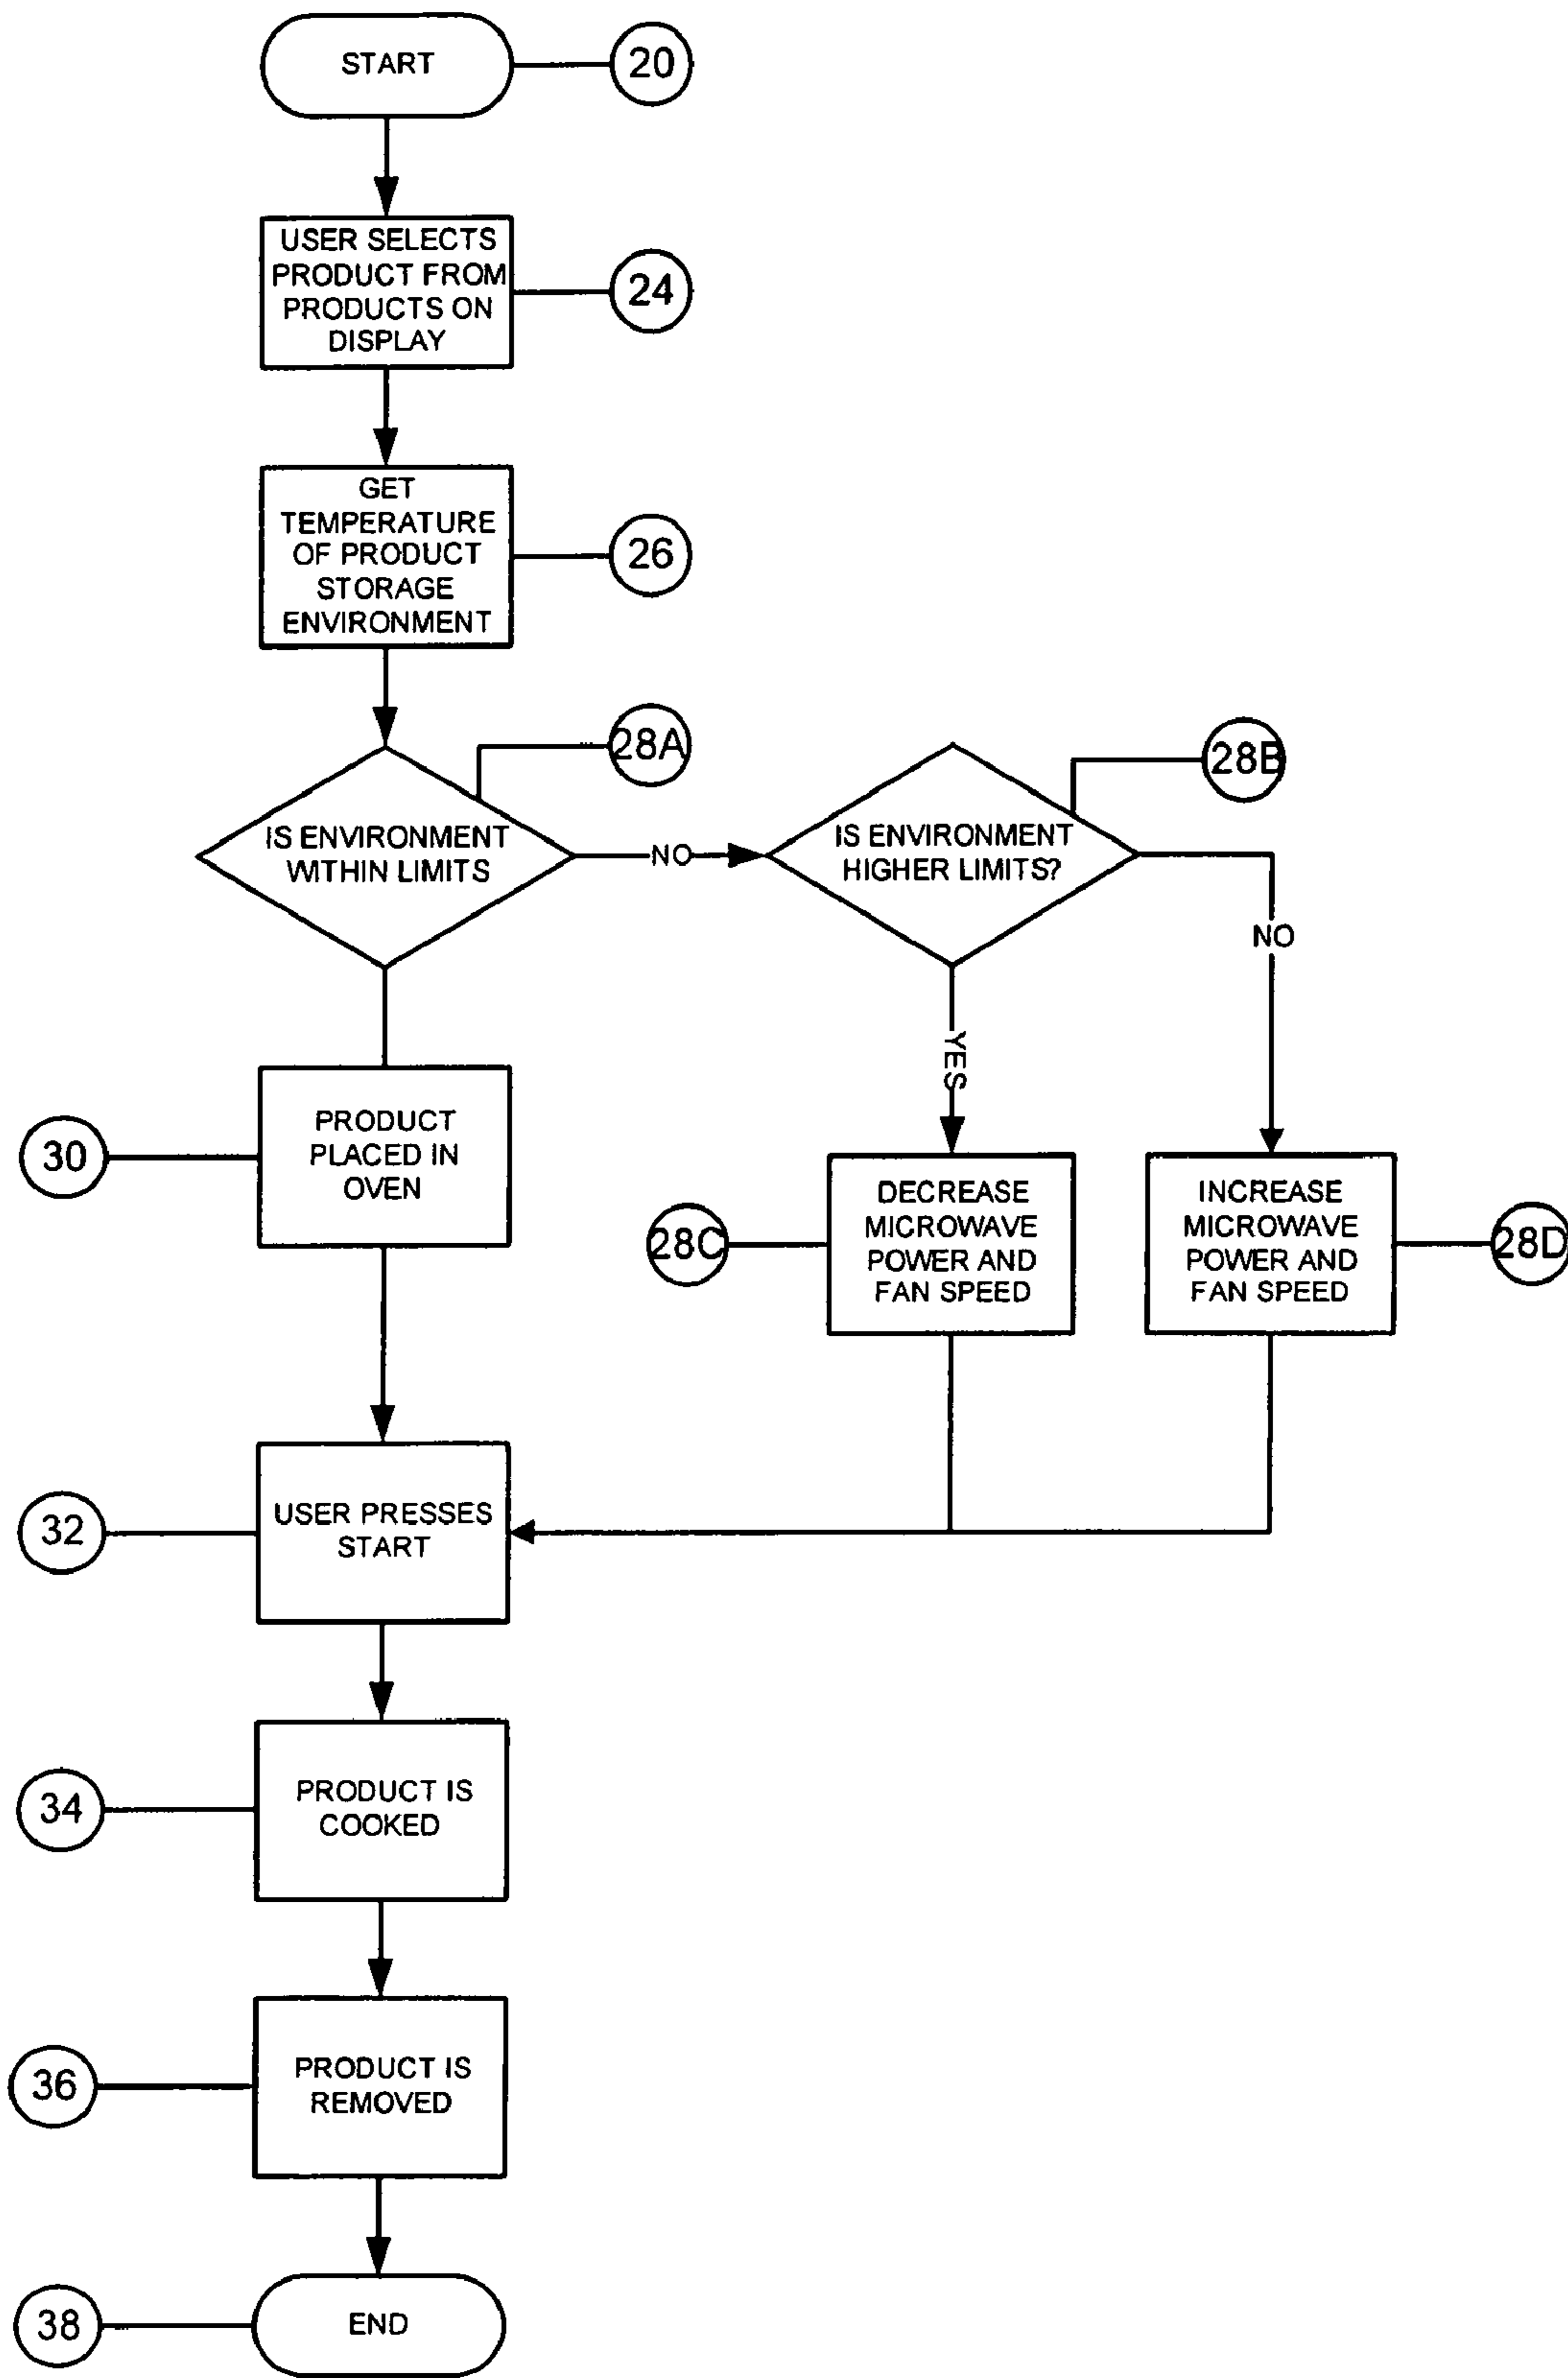 START
20
USER SELECTS
PRODUCT FROM
PRODUCTS ON
DISPLAY
24
GET
TEMPERATURE
OF PRODUCT
STORAGE
ENVIRONMENT
26
IS ENVIRONMENT
WITHIN LIMITS
28A
NO
IS ENVIRONMENT
HIGHER LIMITS?
28B
NO
YES
PRODUCT
PLACED IN
OVEN
30
DECREASE
MICROWAVE
POWER AND
FAN SPEED
28C
INCREASE
MICROWAVE
POWER AND
FAN SPEED
28D
USER PRESSES
START
32
PRODUCT IS
COOKED
34
PRODUCT IS
REMOVED
36
END
38